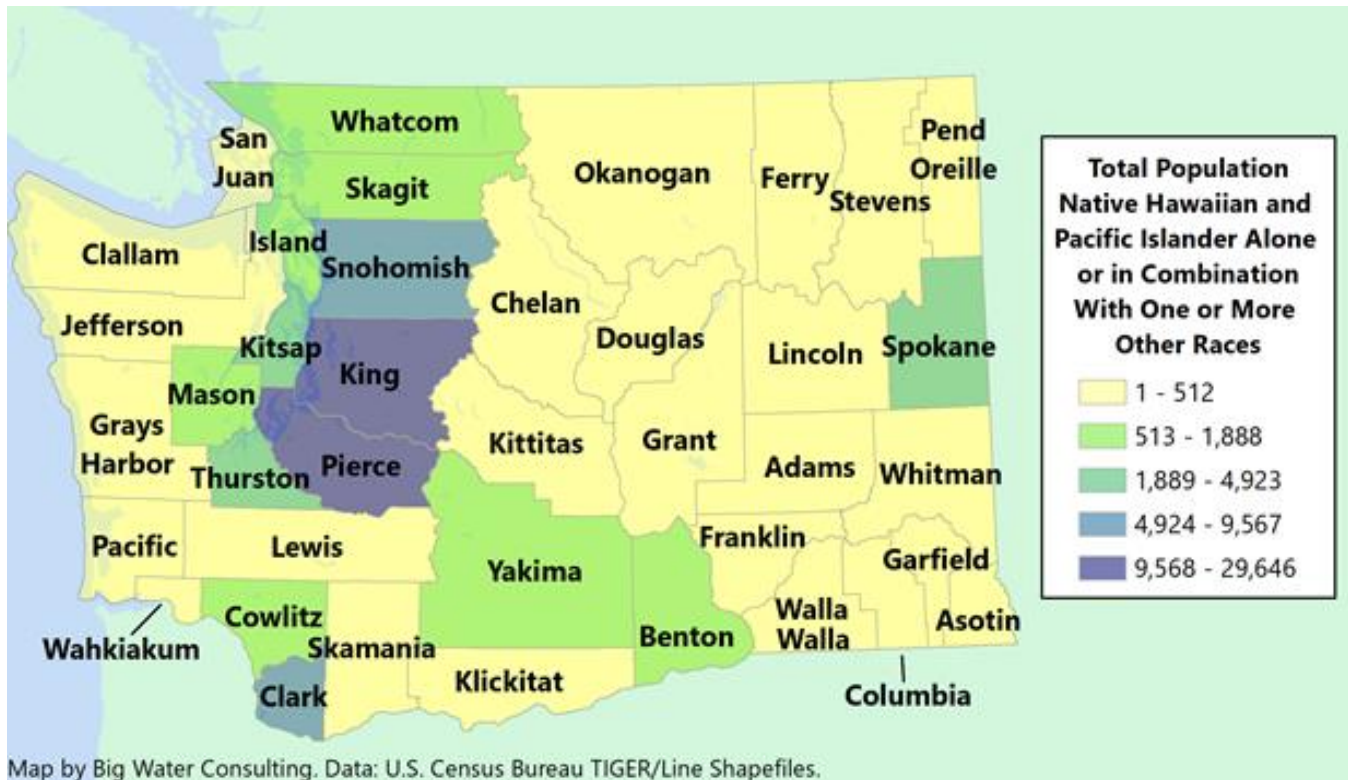 San
Juan
Whatcom
Skagit
Island
Snohomish
Okanogan
Ferry
Stevens
Pend
Oreille
Clallam
Jefferson
Chelan
Douglas
Kitsap
King
Lincoln
Spokane
Mason
Grays
Harbor
Kittitas
Grant
Adams
Whitman
Thurston
Pierce
Pacific
Lewis
Yakima
Franklin
Garfield
Wahkiakum
Cowlitz
Skamania
Benton
Walla
Walla
Asotin
Clark
Klickitat
Columbia
Total Population
Native Hawaiian and
Pacific Islander Alone
or in Combination
With One or More
Other Races
1 - 512
513 - 1,888
1,889 - 4,923
4,924 - 9,567
9,568 - 29,646
Map by Big Water Consulting. Data: U.S. Census Bureau TIGER/Line Shapefiles.